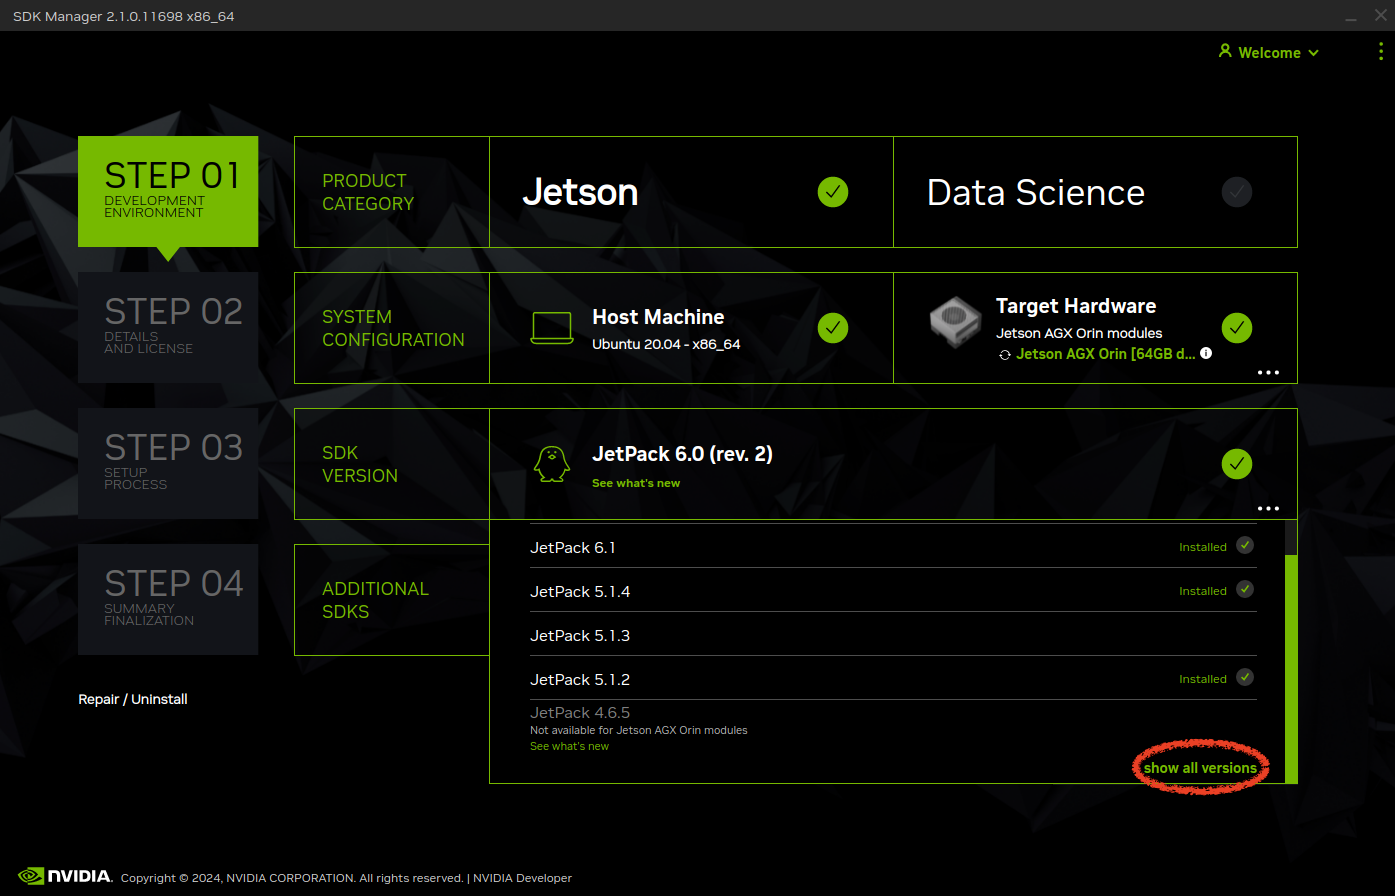 SDK Manager 2.1.0.11698 x86_64
Welcome
STEP 01
DEVELOPMENT
ENVIRONMENT
PRODUCT
CATEGORY
Jetson
Data Science
STEP 02
DETAILS
AND LICENSE
SYSTEM
CONFIGURATION
Host Machine
Ubuntu 20.04 - x86_64
Target Hardware
Jetson AGX Orin modules
Jetson AGX Orin [64GB d...
STEP 03
SETUP
PROCESS
SDK
VERSION
JetPack 6.0 (rev. 2)
See what's new
STEP 04
SUMMARY
FINALIZATION
ADDITIONAL
SDKS
JetPack 6.1 Installed
JetPack 5.1.4 Installed
JetPack 5.1.3
JetPack 5.1.2 Installed
JetPack 4.6.5
Not available for Jetson AGX Orin modules
See what's new
show all versions
Repair / Uninstall
NVIDIA. Copyright © 2024, NVIDIA CORPORATION. All rights reserved. | NVIDIA Developer